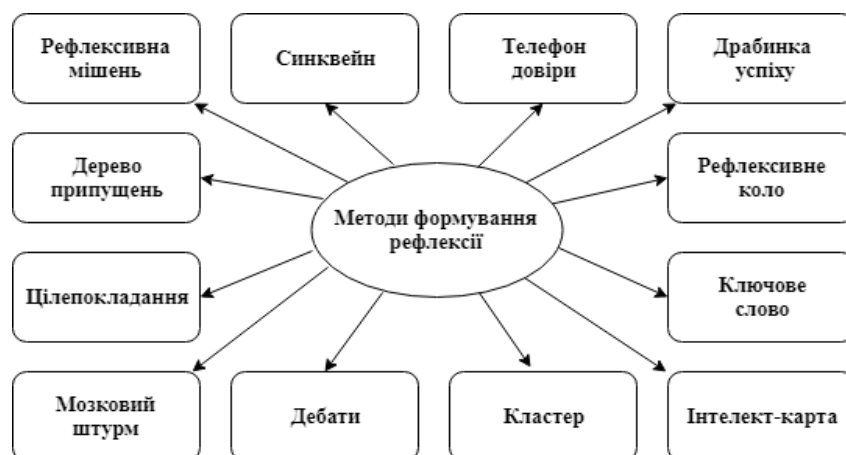 Рефлексивна
мішень
Синквейн
Телефон
довіри
Драбинка
успіху
Дерево
припущень
Рефлексивне
коло
Методи формування
рефлексії
Цілепокладання
Ключове
слово
Мозковий
штурм
Дебати
Кластер
Інтелект-карта